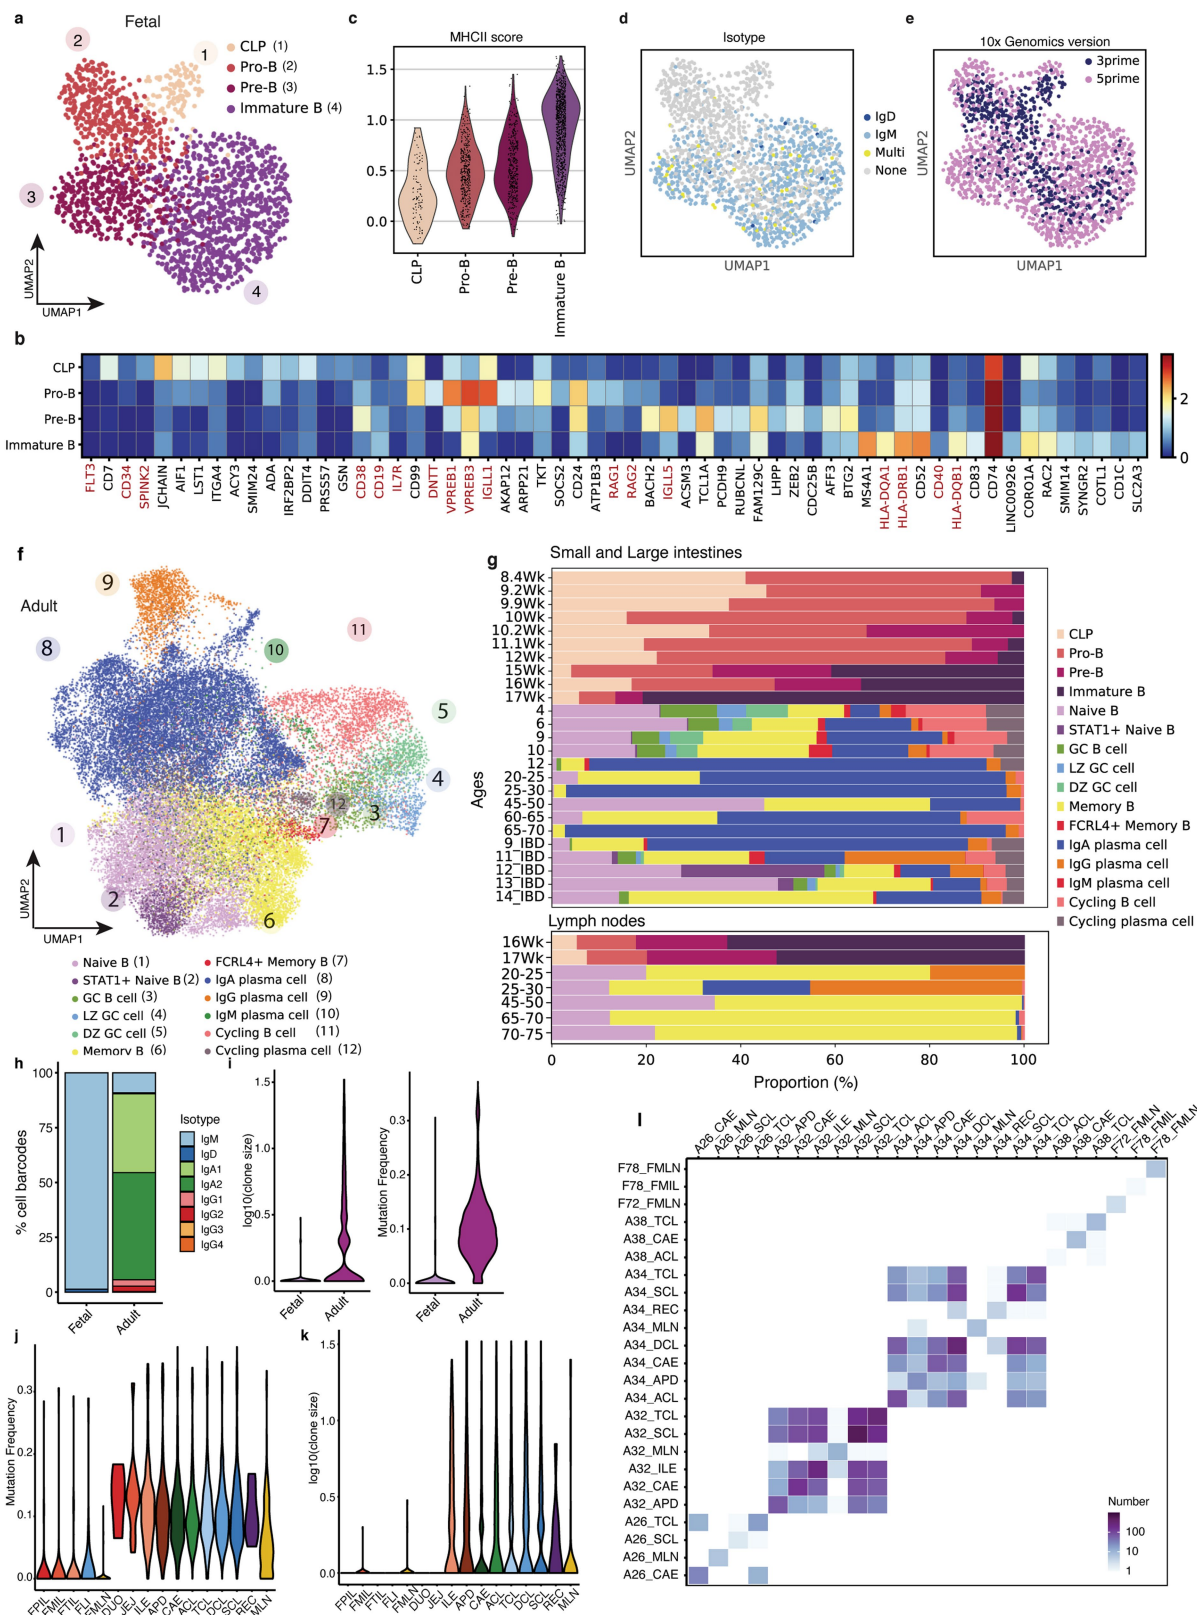 a
Fetal
2
1
3
4
CLP (1)
Pro-B (2)
Pre-B (3)
Immature B (4)
UMAP2
UMAP1
c
MHCII score
1.5
1.0
0.5
0.0
CLP
Pro-B
Pre-B
Immature B
d
Isotype
IgD
IgM
Multi
None
UMAP2
UMAP1
e
10x Genomics version
3prime
5prime
UMAP2
UMAP1
b
CLP
Pro-B
Pre-B
Immature B
2
0
FLT3
CD7
CD34
SPINK2
JCHAIN
AIF1
LST1
ITGA4
ACY3
SMIM24
ADA
IRF2BP2
DDIT4
PRSS57
GSN
CD38
CD19
IL7R
CD99
DNTT
VPREB1
VPREB3
IGLL1
AKAP12
ARPP21
TKT
SOCS2
CD24
ATP1B3
RAG1
RAG2
BACH2
IGLL5
ACSM3
TCL1A
PCDH9
RUBCNL
FAM129C
LHPP
ZEB2
CDC25B
AFF3
BTG2
MS4A1
HLA-DQA1
HLA-DRB1
CD52
CD40
HLA-DQB1
CD83
CD74
LINC00926
CORO1A
RAC2
SMIM14
SYNGR2
COTL1
CD1C
SLC2A3
f
Adult
9
8
10
11
5
4
12
3
7
1
2
6
UMAP2
UMAP1
Naive B (1)
STAT1+ Naive B (2)
GC B cell (3)
LZ GC cell (4)
DZ GC cell (5)
Memory B (6)
FCRL4+ Memory B (7)
IgA plasma cell (8)
IgG plasma cell (9)
IgM plasma cell (10)
Cycling B cell (11)
Cycling plasma cell (12)
g
Small and Large intestines
8.4Wk
9.2Wk
9.9Wk
10Wk
10.2Wk
11.1Wk
12Wk
15Wk
16Wk
17Wk
4
6
9
10
12
20-25
25-30
45-50
60-65
65-70
9_IBD
11_IBD
12_IBD
13_IBD
14_IBD
Ages
Lymph nodes
16Wk
17Wk
20-25
25-30
45-50
65-70
70-75
0 20 40 60 80 100
Proportion (%)
CLP
Pro-B
Pre-B
Immature B
Naive B
STAT1+ Naive B
GC B cell
LZ GC cell
DZ GC cell
Memory B
FCRL4+ Memory B
IgA plasma cell
IgG plasma cell
IgM plasma cell
Cycling B cell
Cycling plasma cell
h
% cell barcodes
100
75
50
25
0
Fetal
Adult
Isotype
IgM
IgD
IgA1
IgA2
IgG1
IgG2
IgG3
IgG4
i
log10(clone size)
1.5
1.0
0.5
0.0
Fetal
Adult
Mutation Frequency
0.3
0.2
0.1
0.0
Fetal
Adult
j
Mutation Frequency
0.3
0.2
0.1
0.0
FPIL
FMIL
FTIL
FLI
FMLN
DUO
JEJ
ILE
APD
CAE
ACL
TCL
DCL
SCL
REC
MLN
k
log10(clone size)
1.5
1.0
0.5
0.0
FPIL
FMIL
FTIL
FLI
FMLN
DUO
JEJ
ILE
APD
CAE
ACL
TCL
DCL
SCL
REC
MLN
l
A26_CAE
A26_MLN
A26_SCL
A26_TCL
A32_APD
A32_CAE
A32_ILE
A32_MLN
A32_SCL
A32_TCL
A34_ACL
A34_APD
A34_CAE
A34_DCL
A34_MLN
A34_REC
A34_SCL
A34_TCL
A38_ACL
A38_CAE
A38_TCL
F72_FMLN
F78_FMIL
F78_FMLN
F78_FMLN
F78_FMIL
F72_FMLN
A38_TCL
A38_CAE
A38_ACL
A34_TCL
A34_SCL
A34_REC
A34_MLN
A34_DCL
A34_CAE
A34_APD
A34_ACL
A32_TCL
A32_SCL
A32_MLN
A32_ILE
A32_CAE
A32_APD
A26_TCL
A26_SCL
A26_MLN
A26_CAE
Number
100
10
1